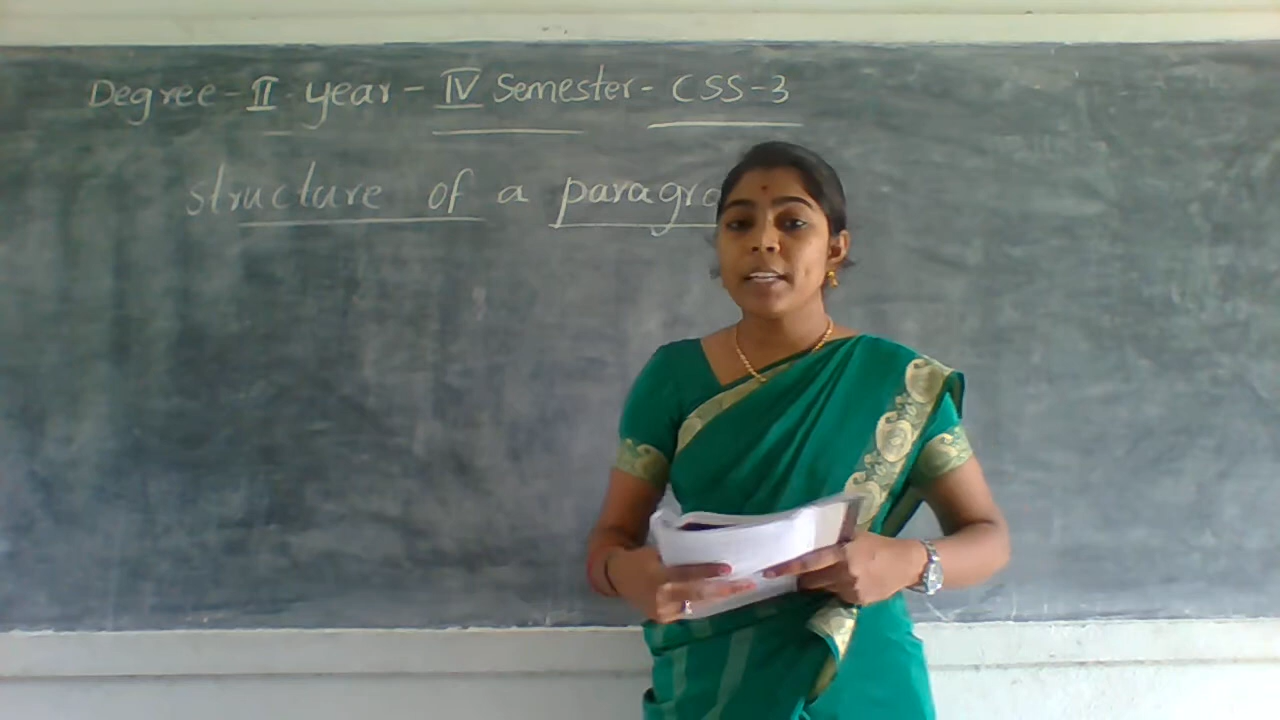 Degree - II year - IV Semester - CSS-3
structure of a